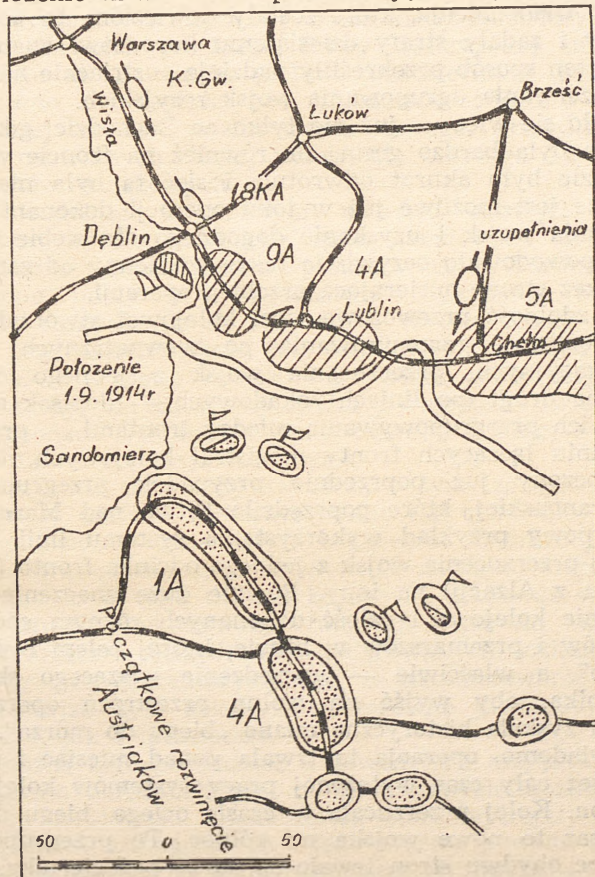 Warszawa
K.Gw.
Wisła
Łuków
Brześć
18KA
Dęblin
9A
4A
uzupełnienia
5A
Lublin
Chełm
Położenie
1.9.1914r
Sandomierz
1A
4A
Początkowe rozwinięcie
Austriaków
50 0 50